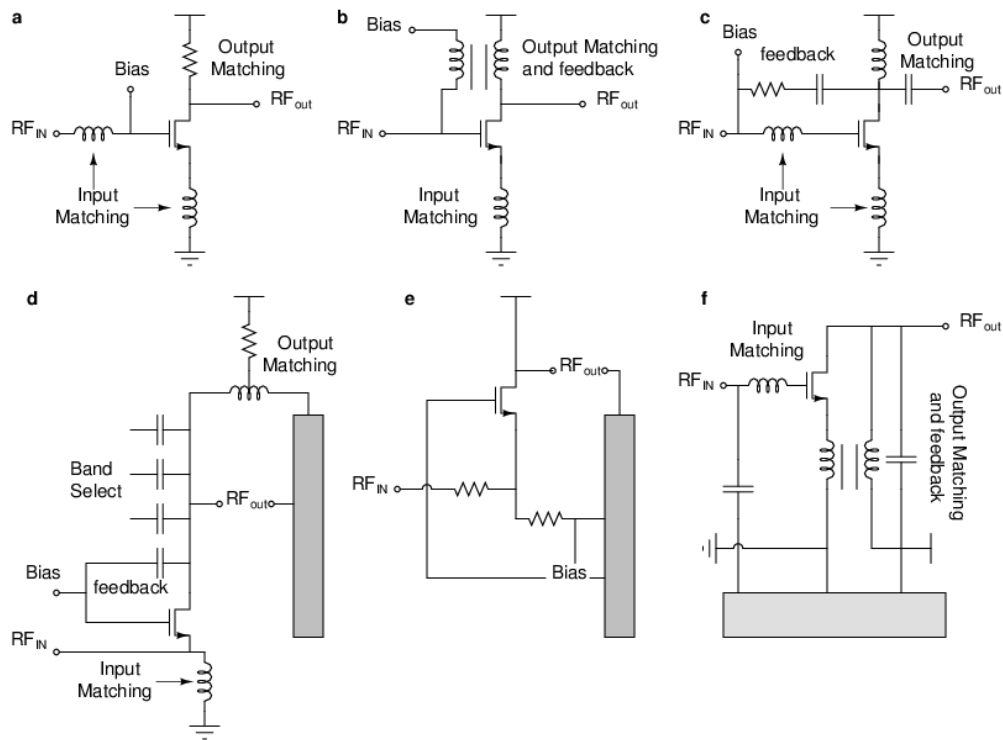 a
Output
Matching
Bias
RF_OUT
RF_IN
Input
Matching
b
Bias
Output Matching
and feedback
RF_out
RF_IN
Input
Matching
c
Bias
feedback
Output
Matching
RF_out
RF_IN
Input
Matching
d
Output
Matching
Band
Select
RF_out
Bias
feedback
RF_IN
Input
Matching
e
RF_out
RF_IN
Bias
f
Input
Matching
RF_out
RF_IN
Output Matching
and feedback